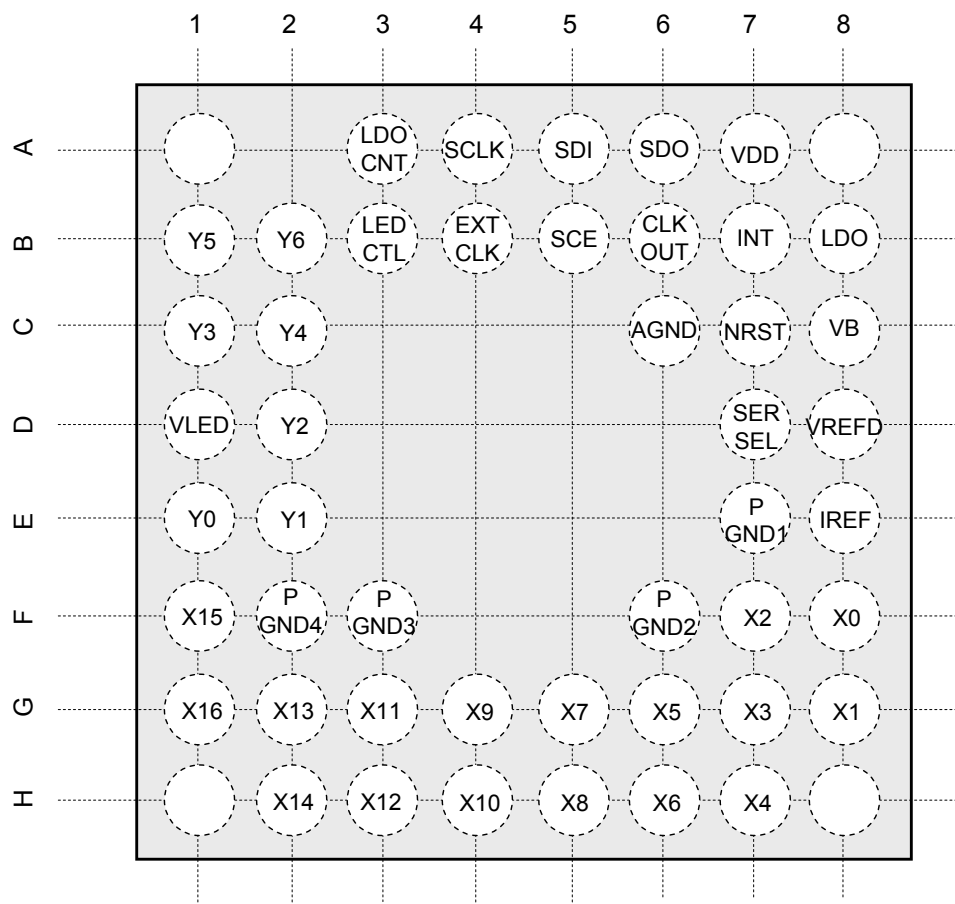 1 2 3 4 5 6 7 8
A
LDO CNT
SCLK
SDI
SDO
VDD
B
Y5
Y6
LED CTL
EXT CLK
SCE
CLK OUT
INT
LDO
C
Y3
Y4
AGND
NRST
VB
D
VLED
Y2
SER SEL
VREFD
E
Y0
Y1
P GND1
IREF
F
X15
P GND4
P GND3
P GND2
X2
X0
G
X16
X13
X11
X9
X7
X5
X3
X1
H
X14
X12
X10
X8
X6
X4